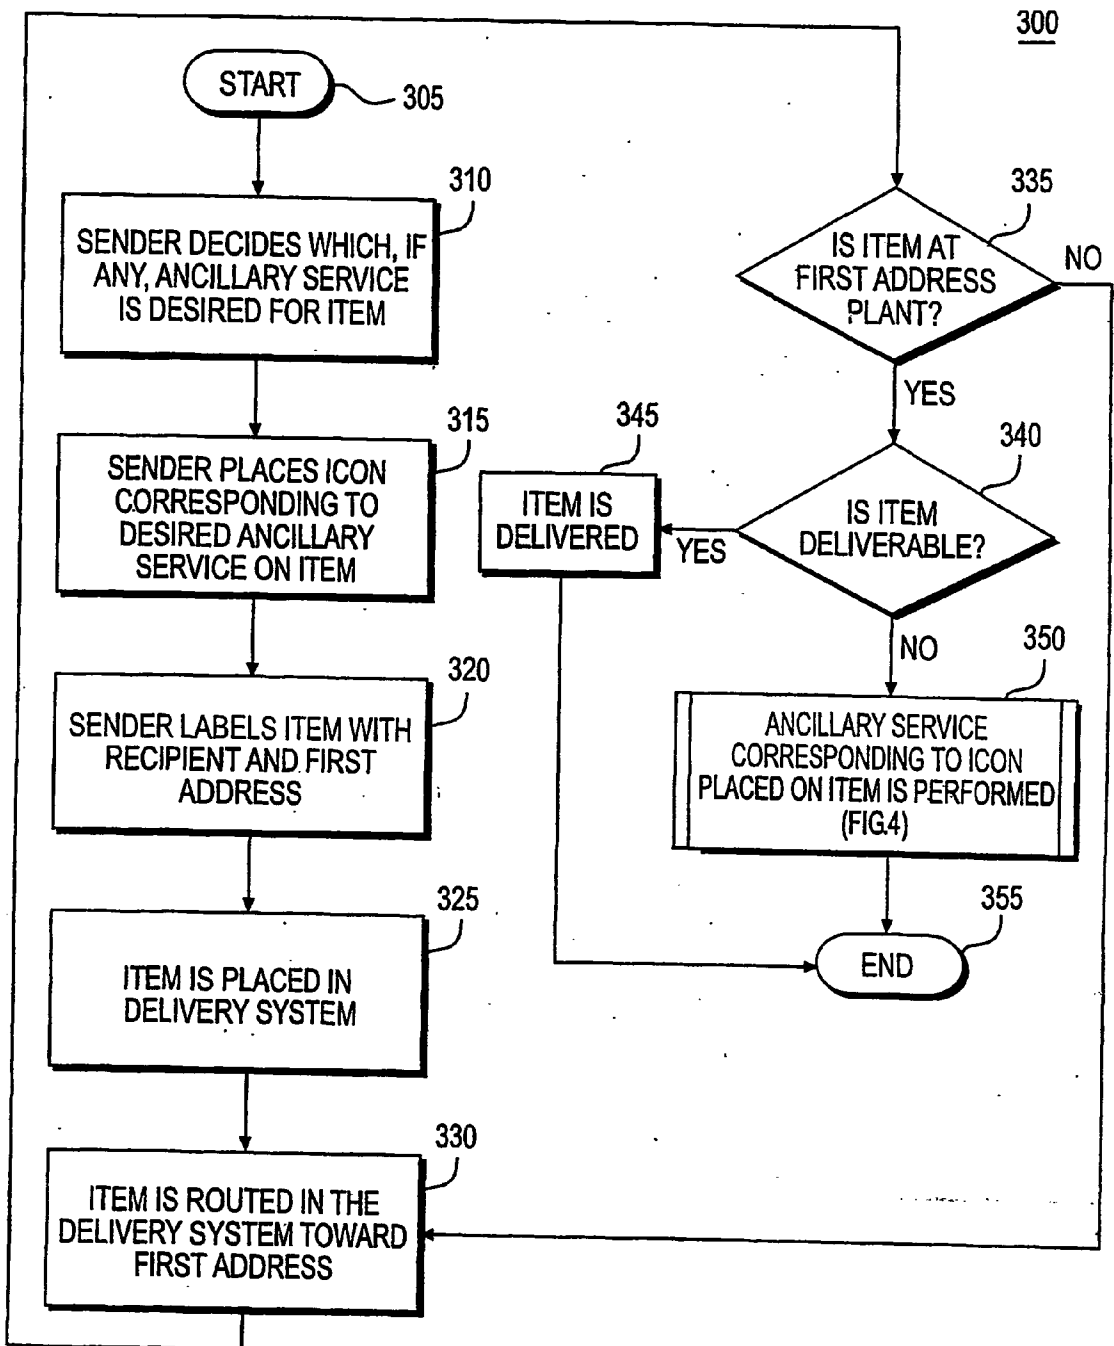 300
START
305
310
SENDER DECIDES WHICH, IF
ANY, ANCILLARY SERVICE
IS DESIRED FOR ITEM
315
SENDER PLACES ICON
CORRESPONDING TO
DESIRED ANCILLARY
SERVICE ON ITEM
320
SENDER LABELS ITEM WITH
RECIPIENT AND FIRST
ADDRESS
325
ITEM IS PLACED IN
DELIVERY SYSTEM
330
ITEM IS ROUTED IN THE
DELIVERY SYSTEM TOWARD
FIRST ADDRESS
335
IS ITEM AT
FIRST ADDRESS
PLANT?
NO
YES
340
IS ITEM
DELIVERABLE?
YES
345
ITEM IS
DELIVERED
NO
350
ANCILLARY SERVICE
CORRESPONDING TO ICON
PLACED ON ITEM IS PERFORMED
(FIG.4)
355
END